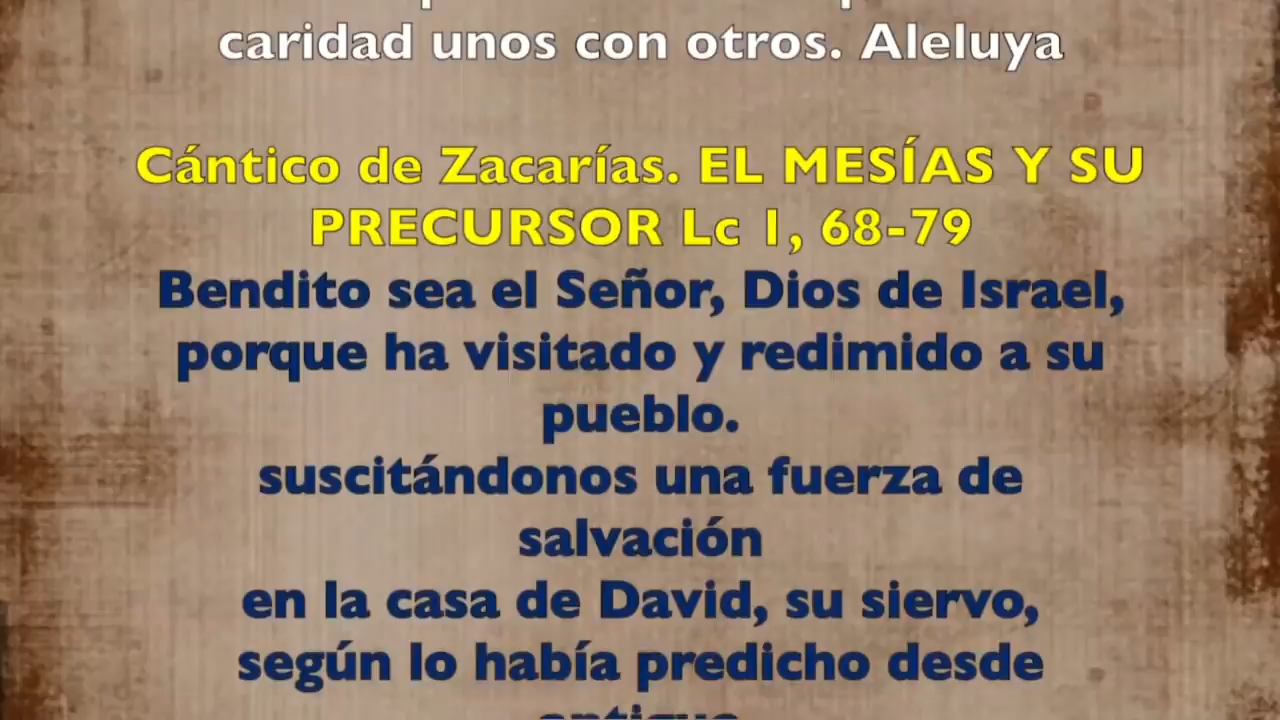 caridad unos con otros. Aleluya
Cántico de Zacarías. EL MESÍAS Y SU
PRECURSOR Lc 1, 68-79
Bendito sea el Señor, Dios de Israel,
porque ha visitado y redimido a su
pueblo.
suscitándonos una fuerza de
salvación
en la casa de David, su siervo,
según lo había predicho desde